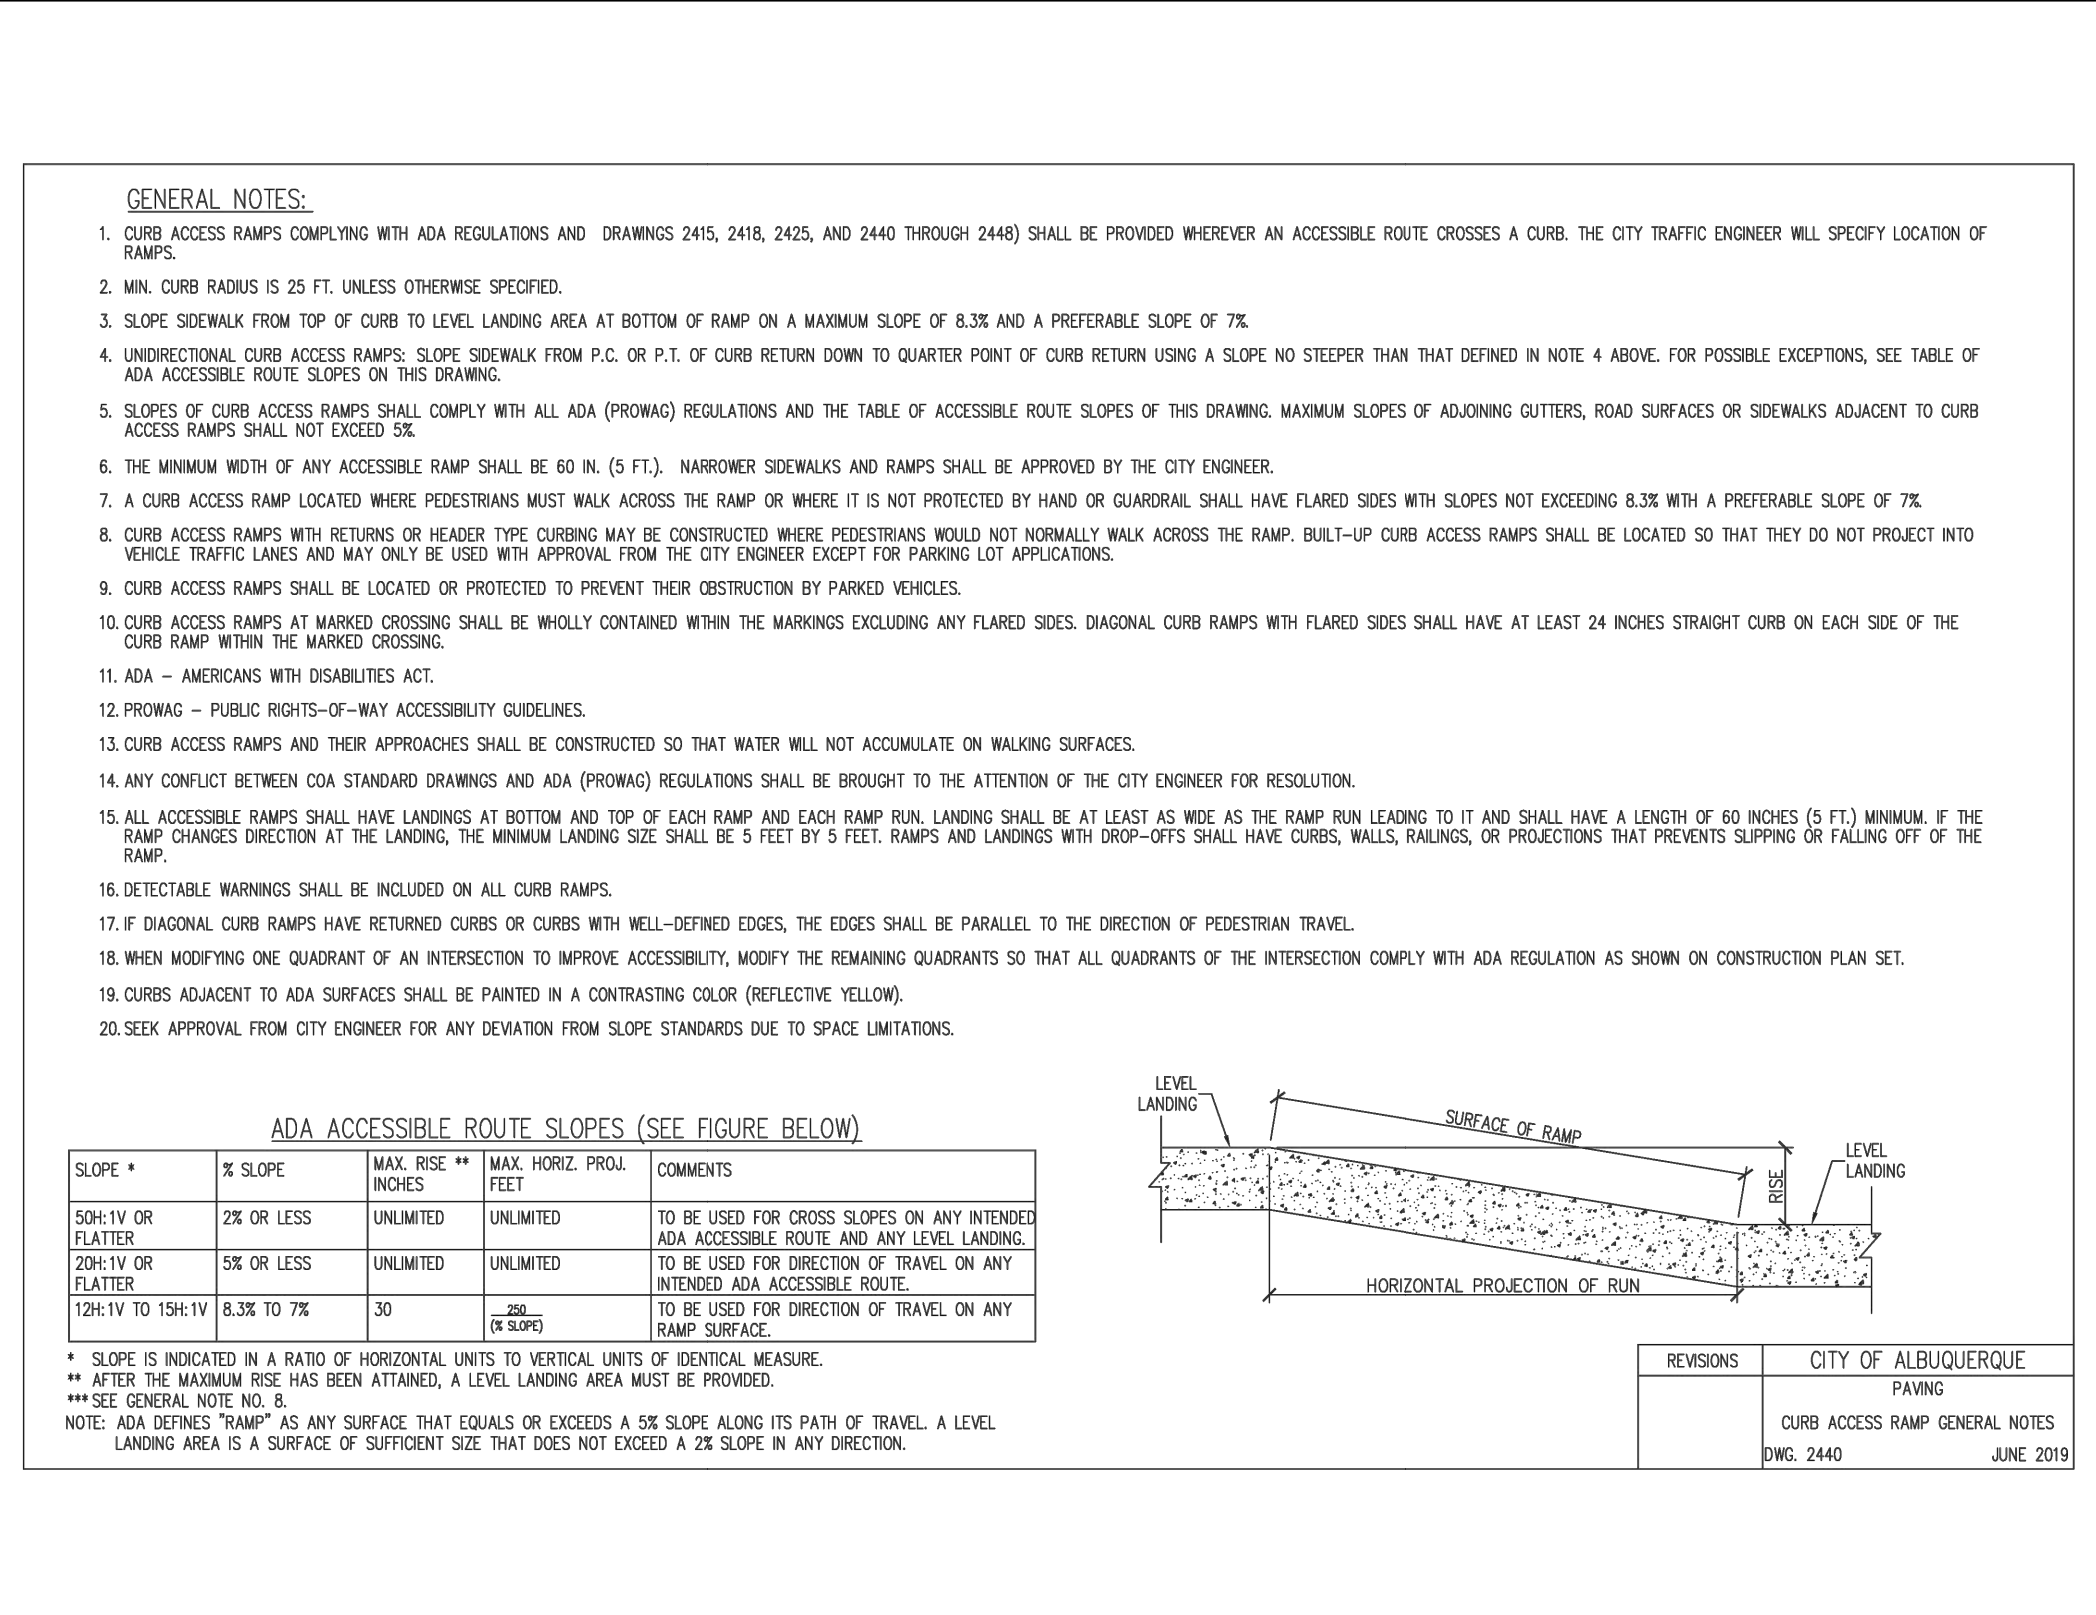 GENERAL NOTES:
1. CURB ACCESS RAMPS COMPLYING WITH ADA REGULATIONS AND DRAWINGS 2415, 2418, 2425, AND 2440 THROUGH 2448) SHALL BE PROVIDED WHEREVER AN ACCESSIBLE ROUTE CROSSES A CURB. THE CITY TRAFFIC ENGINEER WILL SPECIFY LOCATION OF
RAMPS.
2. MIN. CURB RADIUS IS 25 FT. UNLESS OTHERWISE SPECIFIED.
3. SLOPE SIDEWALK FROM TOP OF CURB TO LEVEL LANDING AREA AT BOTTOM OF RAMP ON A MAXIMUM SLOPE OF 8.3% AND A PREFERABLE SLOPE OF 7%.
4. UNIDIRECTIONAL CURB ACCESS RAMPS: SLOPE SIDEWALK FROM P.C. OR P.T. OF CURB RETURN DOWN TO QUARTER POINT OF CURB RETURN USING A SLOPE NO STEEPER THAN THAT DEFINED IN NOTE 4 ABOVE. FOR POSSIBLE EXCEPTIONS, SEE TABLE OF
ADA ACCESSIBLE ROUTE SLOPES ON THIS DRAWING.
5. SLOPES OF CURB ACCESS RAMPS SHALL COMPLY WITH ALL ADA (PROWAG) REGULATIONS AND THE TABLE OF ACCESSIBLE ROUTE SLOPES OF THIS DRAWING. MAXIMUM SLOPES OF ADJOINING GUTTERS, ROAD SURFACES OR SIDEWALKS ADJACENT TO CURB
ACCESS RAMPS SHALL NOT EXCEED 5%.
6. THE MINIMUM WIDTH OF ANY ACCESSIBLE RAMP SHALL BE 60 IN. (5 FT.). NARROWER SIDEWALKS AND RAMPS SHALL BE APPROVED BY THE CITY ENGINEER.
7. A CURB ACCESS RAMP LOCATED WHERE PEDESTRIANS MUST WALK ACROSS THE RAMP OR WHERE IT IS NOT PROTECTED BY HAND OR GUARDRAIL SHALL HAVE FLARED SIDES WITH SLOPES NOT EXCEEDING 8.3% WITH A PREFERABLE SLOPE OF 7%.
8. CURB ACCESS RAMPS WITH RETURNS OR HEADER TYPE CURBING MAY BE CONSTRUCTED WHERE PEDESTRIANS WOULD NOT NORMALLY WALK ACROSS THE RAMP. BUILT-UP CURB ACCESS RAMPS SHALL BE LOCATED SO THAT THEY DO NOT PROJECT INTO
VEHICLE TRAFFIC LANES AND MAY ONLY BE USED WITH APPROVAL FROM THE CITY ENGINEER EXCEPT FOR PARKING LOT APPLICATIONS.
9. CURB ACCESS RAMPS SHALL BE LOCATED OR PROTECTED TO PREVENT THEIR OBSTRUCTION BY PARKED VEHICLES.
10. CURB ACCESS RAMPS AT MARKED CROSSING SHALL BE WHOLLY CONTAINED WITHIN THE MARKINGS EXCLUDING ANY FLARED SIDES. DIAGONAL CURB RAMPS WITH FLARED SIDES SHALL HAVE AT LEAST 24 INCHES STRAIGHT CURB ON EACH SIDE OF THE
CURB RAMP WITHIN THE MARKED CROSSING.
11. ADA – AMERICANS WITH DISABILITIES ACT.
12. PROWAG – PUBLIC RIGHTS-OF-WAY ACCESSIBILITY GUIDELINES.
13. CURB ACCESS RAMPS AND THEIR APPROACHES SHALL BE CONSTRUCTED SO THAT WATER WILL NOT ACCUMULATE ON WALKING SURFACES.
14. ANY CONFLICT BETWEEN COA STANDARD DRAWINGS AND ADA (PROWAG) REGULATIONS SHALL BE BROUGHT TO THE ATTENTION OF THE CITY ENGINEER FOR RESOLUTION.
15. ALL ACCESSIBLE RAMPS SHALL HAVE LANDINGS AT BOTTOM AND TOP OF EACH RAMP AND EACH RAMP RUN. LANDING SHALL BE AT LEAST AS WIDE AS THE RAMP RUN LEADING TO IT AND SHALL HAVE A LENGTH OF 60 INCHES (5 FT.) MINIMUM. IF THE
RAMP CHANGES DIRECTION AT THE LANDING, THE MINIMUM LANDING SIZE SHALL BE 5 FEET BY 5 FEET. RAMPS AND LANDINGS WITH DROP-OFFS SHALL HAVE CURBS, WALLS, RAILINGS, OR PROJECTIONS THAT PREVENTS SLIPPING OR FALLING OFF OF THE
RAMP.
16. DETECTABLE WARNINGS SHALL BE INCLUDED ON ALL CURB RAMPS.
17. IF DIAGONAL CURB RAMPS HAVE RETURNED CURBS OR CURBS WITH WELL-DEFINED EDGES, THE EDGES SHALL BE PARALLEL TO THE DIRECTION OF PEDESTRIAN TRAVEL.
18. WHEN MODIFYING ONE QUADRANT OF AN INTERSECTION TO IMPROVE ACCESSIBILITY, MODIFY THE REMAINING QUADRANTS SO THAT ALL QUADRANTS OF THE INTERSECTION COMPLY WITH ADA REGULATION AS SHOWN ON CONSTRUCTION PLAN SET.
19. CURBS ADJACENT TO ADA SURFACES SHALL BE PAINTED IN A CONTRASTING COLOR (REFLECTIVE YELLOW).
20. SEEK APPROVAL FROM CITY ENGINEER FOR ANY DEVIATION FROM SLOPE STANDARDS DUE TO SPACE LIMITATIONS.
ADA ACCESSIBLE ROUTE SLOPES (SEE FIGURE BELOW)
SLOPE * % SLOPE MAX. RISE ** MAX. HORIZ. PROJ. COMMENTS
INCHES FEET
50H:1V OR 2% OR LESS UNLIMITED UNLIMITED TO BE USED FOR CROSS SLOPES ON ANY INTENDED
FLATTER ADA ACCESSIBLE ROUTE AND ANY LEVEL LANDING.
20H:1V OR 5% OR LESS UNLIMITED UNLIMITED TO BE USED FOR DIRECTION OF TRAVEL ON ANY
FLATTER INTENDED ADA ACCESSIBLE ROUTE.
12H:1V TO 15H:1V 8.3% TO 7% 30 250 TO BE USED FOR DIRECTION OF TRAVEL ON ANY
(% SLOPE) RAMP SURFACE.
* SLOPE IS INDICATED IN A RATIO OF HORIZONTAL UNITS TO VERTICAL UNITS OF IDENTICAL MEASURE.
** AFTER THE MAXIMUM RISE HAS BEEN ATTAINED, A LEVEL LANDING AREA MUST BE PROVIDED.
*** SEE GENERAL NOTE NO. 8.
NOTE: ADA DEFINES "RAMP" AS ANY SURFACE THAT EQUALS OR EXCEEDS A 5% SLOPE ALONG ITS PATH OF TRAVEL. A LEVEL
LANDING AREA IS A SURFACE OF SUFFICIENT SIZE THAT DOES NOT EXCEED A 2% SLOPE IN ANY DIRECTION.
LEVEL
LANDING
SURFACE OF RAMP
RISE
LEVEL
LANDING
HORIZONTAL PROJECTION OF RUN
REVISIONS
CITY OF ALBUQUERQUE
PAVING
CURB ACCESS RAMP GENERAL NOTES
DWG. 2440 JUNE 2019